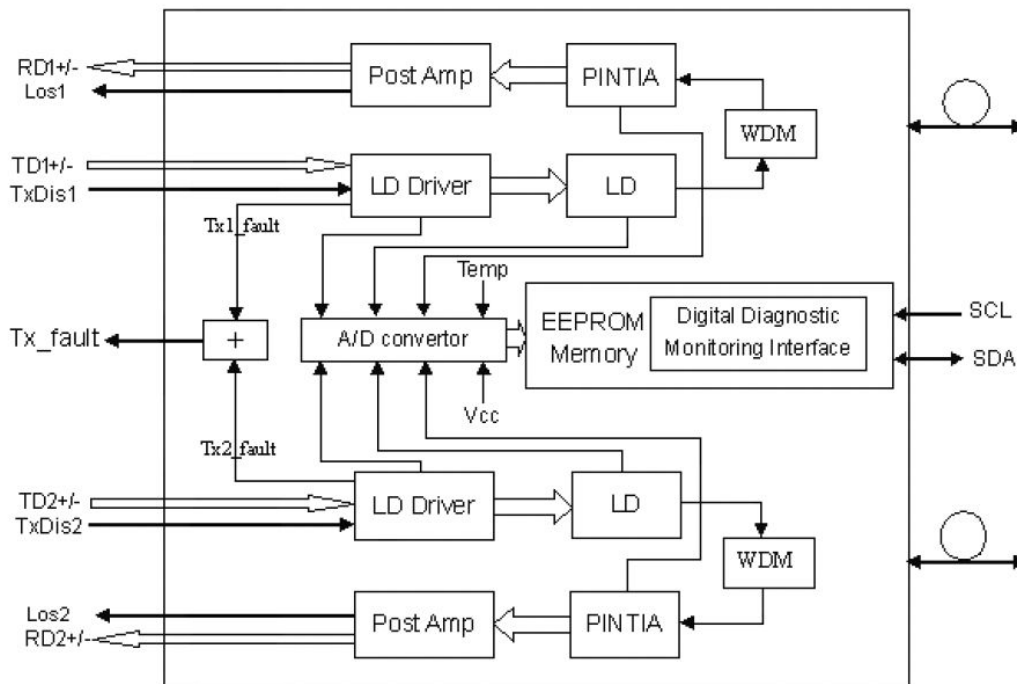 RD1+/-
Los1
Post Amp
PINTIA
WDM
TD1+/-
TxDis1
LD Driver
LD
Tx1_fault
Temp
Tx_fault
+
A/D convertor
EEPROM
Memory
Digital Diagnostic
Monitoring Interface
SCL
SDA
Vcc
Tx2_fault
TD2+/-
TxDis2
LD Driver
LD
WDM
Los2
RD2+/-
Post Amp
PINTIA